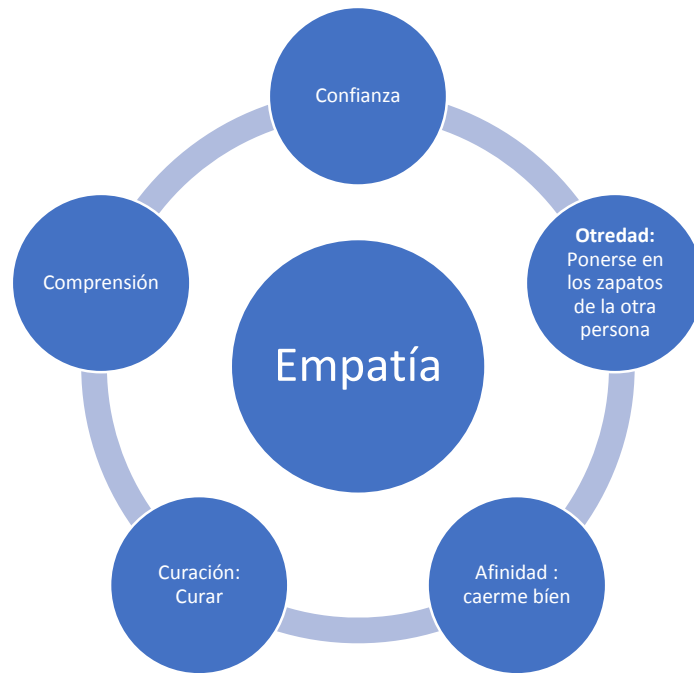 Confianza
Otredad:
Ponerse en
los zapatos
de la otra
persona
Afinidad :
caerme bíen
Curación:
Curar
Comprensión
Empatía